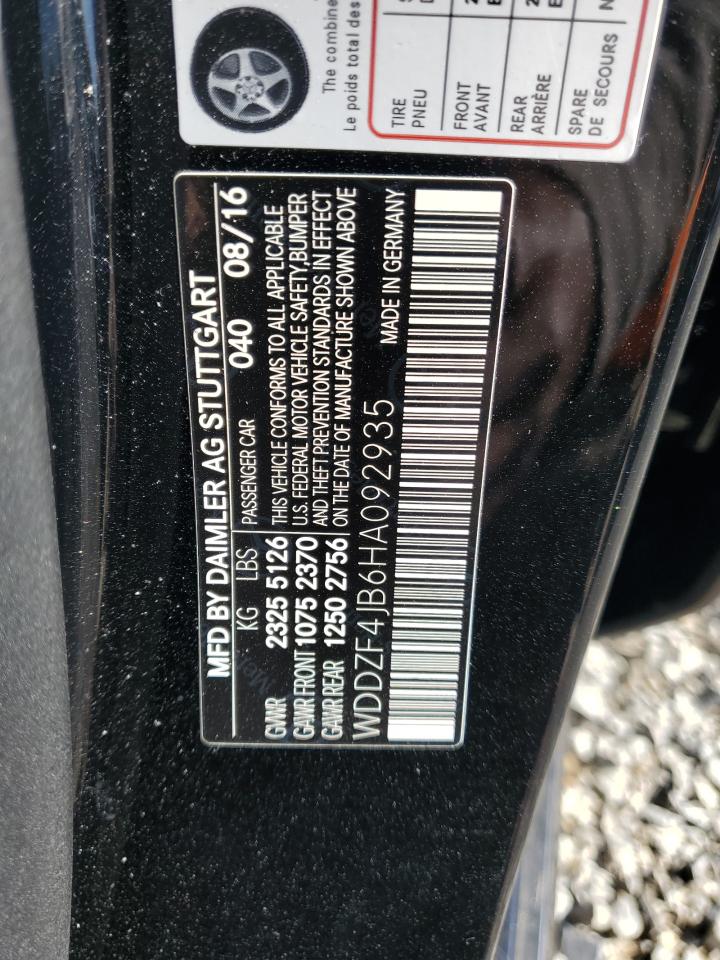 The combine
Le poids total des
TIRE
PNEU
FRONT
AVANT
REAR
ARRIÈRE
SPARE
DE SECOURS
MFD BY DAIMLER AG STUTTGART
KG LBS PASSENGER CAR 040 08/16
GVWR 2325 5126 THIS VEHICLE CONFORMS TO ALL APPLICABLE
GAWR FRONT 1075 2370 U.S. FEDERAL MOTOR VEHICLE SAFETY, BUMPER
GAWR REAR 1250 2756 AND THEFT PREVENTION STANDARDS IN EFFECT
ON THE DATE OF MANUFACTURE SHOWN ABOVE
WDDZF4JB6HA092935 MADE IN GERMANY